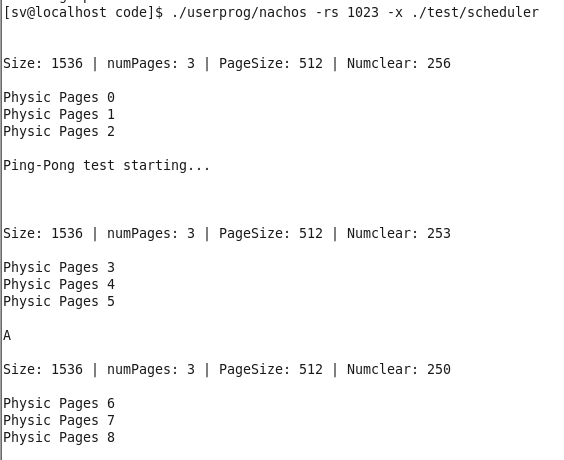 [sv@localhost code]$ ./userprog/nachos -rs 1023 -x ./test/scheduler
Size: 1536 | numPages: 3 | PageSize: 512 | Numclear: 256
Physic Pages 0
Physic Pages 1
Physic Pages 2
Ping-Pong test starting...
Size: 1536 | numPages: 3 | PageSize: 512 | Numclear: 253
Physic Pages 3
Physic Pages 4
Physic Pages 5
A
Size: 1536 | numPages: 3 | PageSize: 512 | Numclear: 250
Physic Pages 6
Physic Pages 7
Physic Pages 8